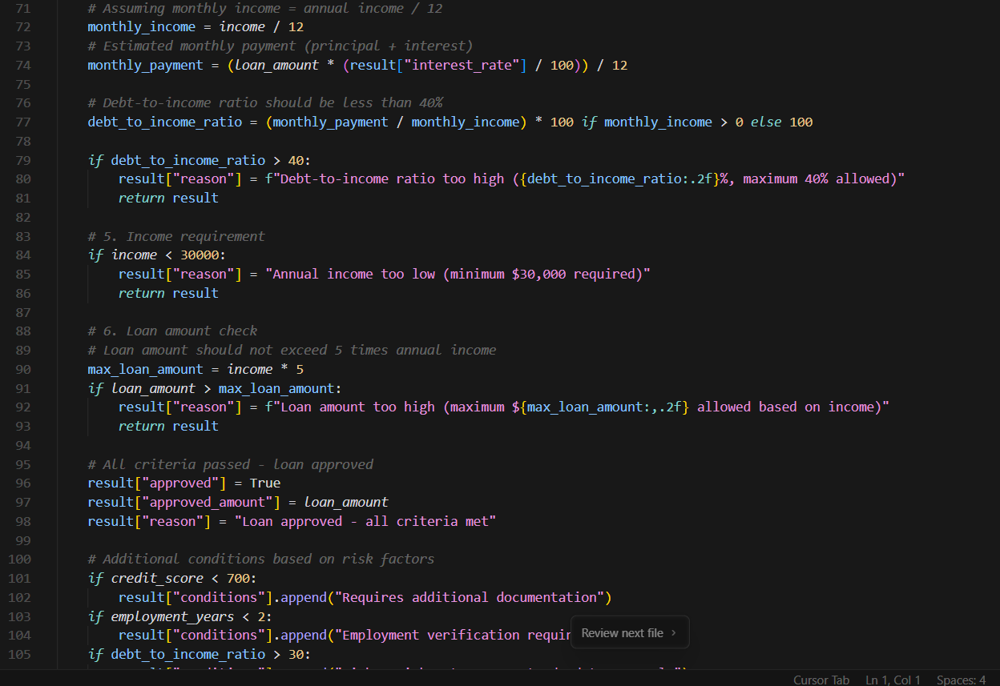 71 # Assuming monthly income = annual income / 12
72 monthly_income = income / 12
73 # Estimated monthly payment (principal + interest)
74 monthly_payment = (loan_amount * (result["interest_rate"] / 100)) / 12
75
76 # Debt-to-income ratio should be less than 40%
77 debt_to_income_ratio = (monthly_payment / monthly_income) * 100 if monthly_income > 0 else 100
78
79 if debt_to_income_ratio > 40:
80     result["reason"] = f"Debt-to-income ratio too high ({debt_to_income_ratio:.2f}%, maximum 40% allowed)"
81     return result
82
83 # 5. Income requirement
84 if income < 30000:
85     result["reason"] = "Annual income too low (minimum $30,000 required)"
86     return result
87
88 # 6. Loan amount check
89 # Loan amount should not exceed 5 times annual income
90 max_loan_amount = income * 5
91 if loan_amount > max_loan_amount:
92     result["reason"] = f"Loan amount too high (maximum ${max_loan_amount:,.2f} allowed based on income)"
93     return result
94
95 # All criteria passed - loan approved
96 result["approved"] = True
97 result["approved_amount"] = loan_amount
98 result["reason"] = "Loan approved - all criteria met"
99
100 # Additional conditions based on risk factors
101 if credit_score < 700:
102     result["conditions"].append("Requires additional documentation")
103 if employment_years < 2:
104     result["conditions"].append("Employment verification requir
Review next file ›
105 if debt_to_income_ratio > 30:
Cursor Tab Ln 1, Col 1 Spaces: 4